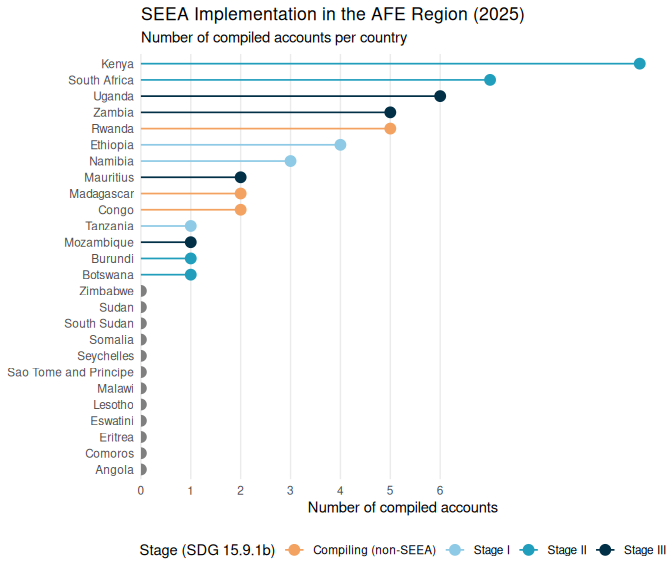 SEEA Implementation in the AFE Region (2025)
Number of compiled accounts per country
Kenya
South Africa
Uganda
Zambia
Rwanda
Ethiopia
Namibia
Mauritius
Madagascar
Congo
Tanzania
Mozambique
Burundi
Botswana
Zimbabwe
Sudan
South Sudan
Somalia
Seychelles
Sao Tome and Principe
Malawi
Lesotho
Eswatini
Eritrea
Comoros
Angola
0 1 2 3 4 5 6
Number of compiled accounts
Stage (SDG 15.9.1b) Compiling (non-SEEA) Stage I Stage II Stage III